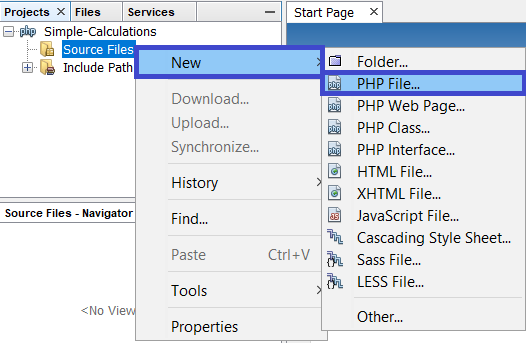 Projects × Files Services
Start Page ×
Simple-Calculations
Source Files
Include Path
New
Download...
Upload...
Synchronize...
History
Find...
Paste Ctrl+V
Tools
Properties
Folder...
PHP File...
PHP Web Page...
PHP Class...
PHP Interface...
HTML File...
XHTML File...
JavaScript File...
Cascading Style Sheet...
Sass File...
LESS File...
Other...
Source Files - Navigator
<No View